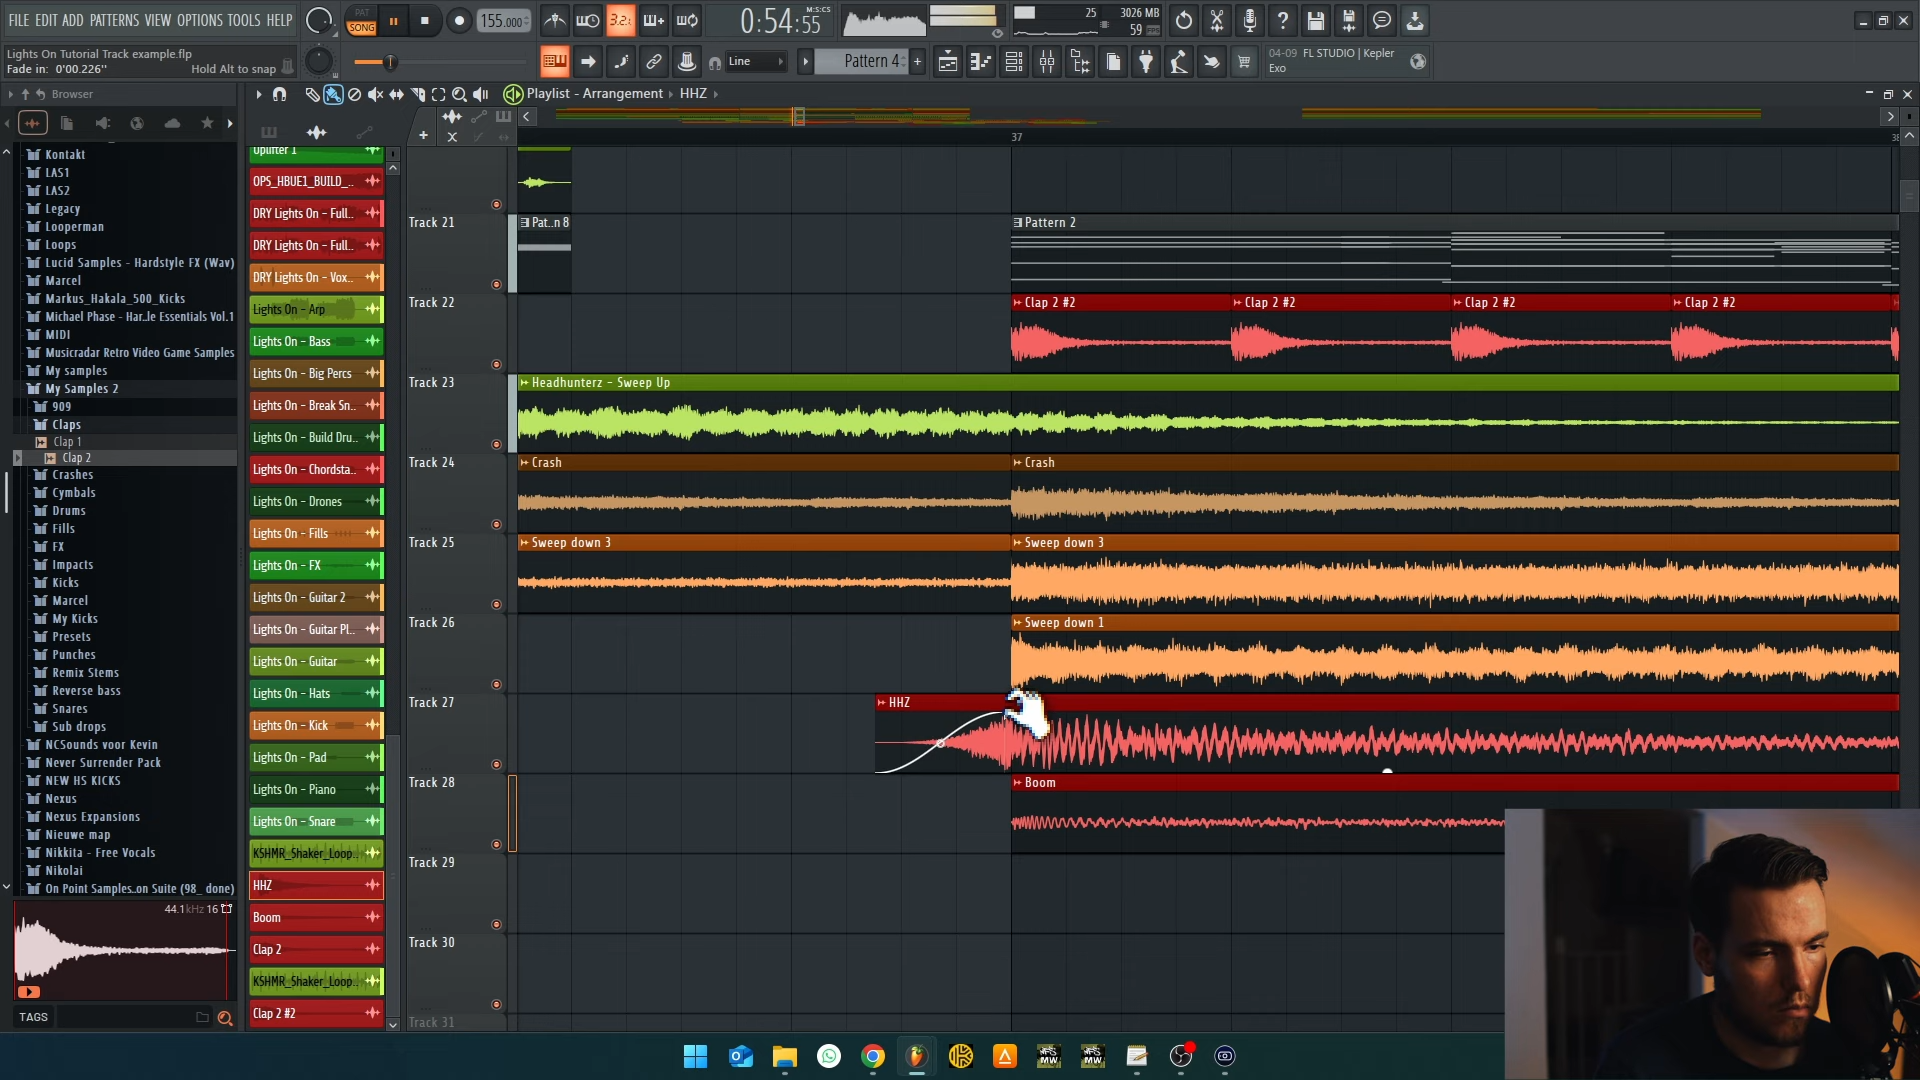 FILE EDIT ADD PATTERNS VIEW OPTIONS TOOLS HELP
PAT
SONG
155.000
3.2.
0:54:55
M:S:CS
25
3026 MB
59
Lights On Tutorial Track example.flp
Fade in: 0'00.226"
Hold Alt to snap
Line
Pattern 4
04-09 FL STUDIO | Kepler
Exo
Browser
Playlist - Arrangement
HHZ
37
Kontakt
LAS1
LAS2
Legacy
Looperman
Loops
Lucid Samples - Hardstyle FX (Wav)
Marcel
Markus_Hakala_500_Kicks
Michael Phase - Har..le Essentials Vol.1
MIDI
Musicradar Retro Video Game Samples
My samples
My Samples 2
909
Claps
Clap 1
Clap 2
Crashes
Cymbals
Drums
Fills
FX
Impacts
Kicks
Marcel
My Kicks
Presets
Punches
Remix Stems
Reverse bass
Snares
Sub drops
NCSounds voor Kevin
Never Surrender Pack
NEW HS KICKS
Nexus
Nexus Expansions
Nieuwe map
Nikkita - Free Vocals
Nikolai
On Point Samples..on Suite (98_ done)
44.1kHz 16
TAGS
Uplifter 1
OPS_HBUE1_BUILD_..
DRY Lights On - Full..
DRY Lights On - Full..
DRY Lights On - Vox..
Lights On - Arp
Lights On - Bass
Lights On - Big Percs
Lights On - Break Sn..
Lights On - Build Dru..
Lights On - Chordsta..
Lights On - Drones
Lights On - Fills
Lights On - FX
Lights On - Guitar 2
Lights On - Guitar Pl..
Lights On - Guitar
Lights On - Hats
Lights On - Kick
Lights On - Pad
Lights On - Piano
Lights On - Snare
KSHMR_Shaker_Loop..
HHZ
Boom
Clap 2
KSHMR_Shaker_Loop..
Clap 2 #2
Track 21
Pat..n 8
Pattern 2
Track 22
Clap 2 #2
Clap 2 #2
Clap 2 #2
Clap 2 #2
Track 23
Headhunterz - Sweep Up
Track 24
Crash
Crash
Track 25
Sweep down 3
Sweep down 3
Track 26
Sweep down 1
Track 27
HHZ
Track 28
Boom
Track 29
Track 30
Track 31